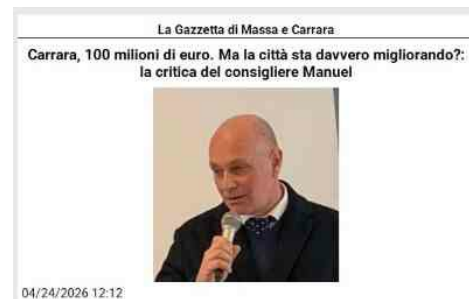 La Gazzetta di Massa e Carrara
Carrara, 100 milioni di euro. Ma la città sta davvero migliorando?:
la critica del consigliere Manuel
04/24/2026 12:12